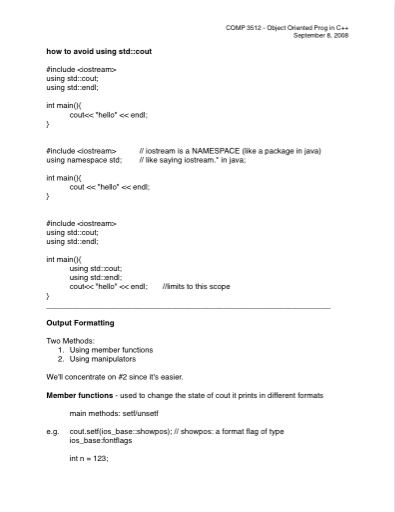 COMP 3512 - Object Oriented Prog in C++
September 8, 2008
how to avoid using std::cout
#include <iostream>
using std::cout;
using std::endl;
int main(){
cout<< "hello" << endl;
}
#include <iostream> // iostream is a NAMESPACE (like a package in java)
using namespace std; // like saying iostream.* in java;
int main(){
cout << "hello" << endl;
}
#include <iostream>
using std::cout;
using std::endl;
int main(){
using std::cout;
using std::endl;
cout<< "hello" << endl; //limits to this scope
}
Output Formatting
Two Methods:
1. Using member functions
2. Using manipulators
We'll concentrate on #2 since it's easier.
Member functions - used to change the state of cout it prints in different formats
main methods: setf/unsetf
e.g. cout.setf(ios_base::showpos); // showpos: a format flag of type
ios_base:fontflags
int n = 123;